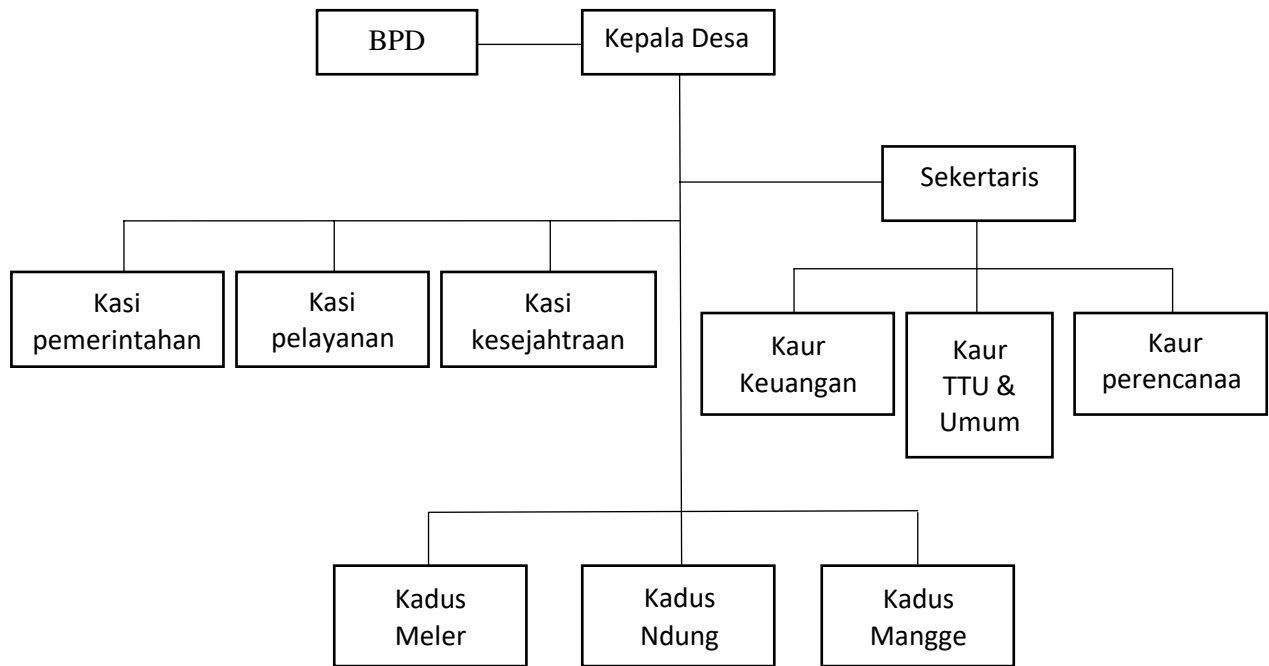 BPD
Kepala Desa
Sekertaris
Kasi
pemerintahan
Kasi
pelayanan
Kasi
kesejahtraan
Kaur
Keuangan
Kaur
TTU &
Umum
Kaur
perencanaa
Kadus
Meler
Kadus
Ndung
Kadus
Mangge